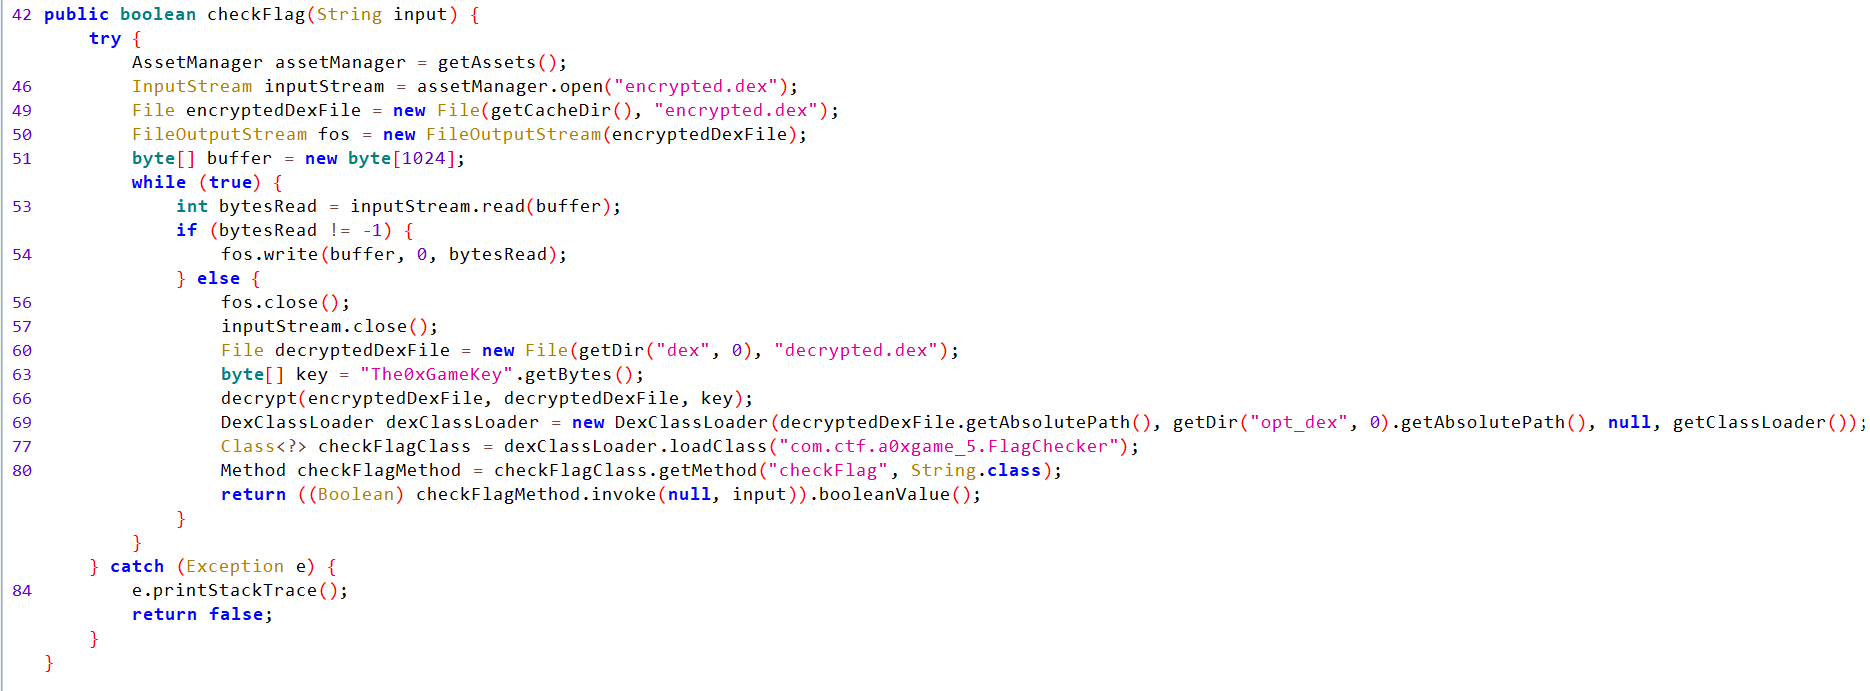 42 public boolean checkFlag(String input) {
try {
AssetManager assetManager = getAssets();
46 InputStream inputStream = assetManager.open("encrypted.dex");
49 File encryptedDexFile = new File(getCacheDir(), "encrypted.dex");
50 FileOutputStream fos = new FileOutputStream(encryptedDexFile);
51 byte[] buffer = new byte[1024];
while (true) {
53 int bytesRead = inputStream.read(buffer);
if (bytesRead != -1) {
54 fos.write(buffer, 0, bytesRead);
} else {
56 fos.close();
57 inputStream.close();
60 File decryptedDexFile = new File(getDir("dex", 0), "decrypted.dex");
63 byte[] key = "The0xGameKey".getBytes();
66 decrypt(encryptedDexFile, decryptedDexFile, key);
69 DexClassLoader dexClassLoader = new DexClassLoader(decryptedDexFile.getAbsolutePath(), getDir("opt_dex", 0).getAbsolutePath(), null, getClassLoader());
77 Class<?> checkFlagClass = dexClassLoader.loadClass("com.ctf.a0xgame_5.FlagChecker");
80 Method checkFlagMethod = checkFlagClass.getMethod("checkFlag", String.class);
return ((Boolean) checkFlagMethod.invoke(null, input)).booleanValue();
}
}
} catch (Exception e) {
84 e.printStackTrace();
return false;
}
}